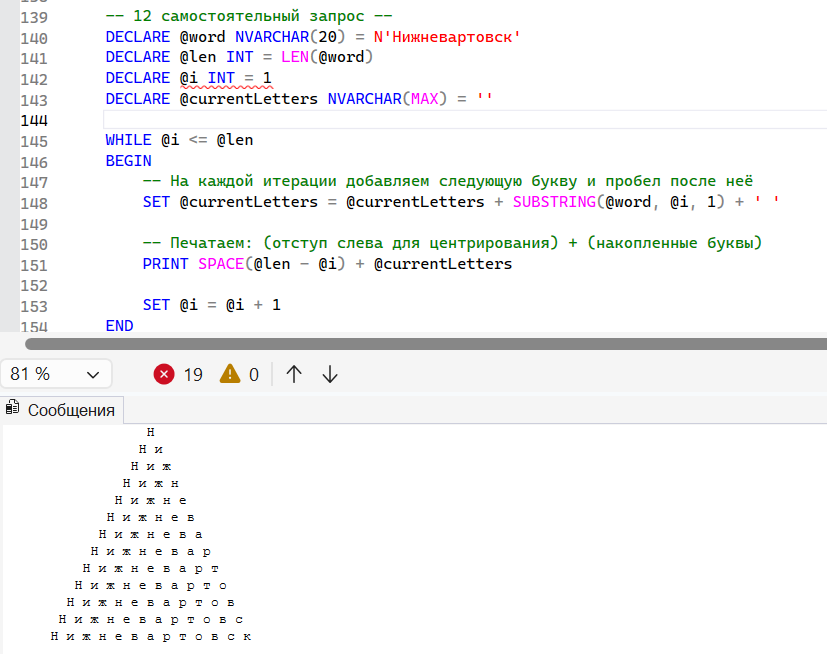 139 -- 12 самостоятельный запрос --
140 DECLARE @word NVARCHAR(20) = N'Нижневартовск'
141 DECLARE @len INT = LEN(@word)
142 DECLARE @i INT = 1
143 DECLARE @currentLetters NVARCHAR(MAX) = ''
144
145 WHILE @i <= @len
146 BEGIN
147 -- На каждой итерации добавляем следующую букву и пробел после неё
148 SET @currentLetters = @currentLetters + SUBSTRING(@word, @i, 1) + ' '
149
150 -- Печатаем: (отступ слева для центрирования) + (накопленные буквы)
151 PRINT SPACE(@len - @i) + @currentLetters
152
153 SET @i = @i + 1
154 END
81 % 19 0
Сообщения
Н
Н и
Н и ж
Н и ж н
Н и ж н е
Н и ж н е в
Н и ж н е в а
Н и ж н е в а р
Н и ж н е в а р т
Н и ж н е в а р т о
Н и ж н е в а р т о в
Н и ж н е в а р т о в с
Н и ж н е в а р т о в с к